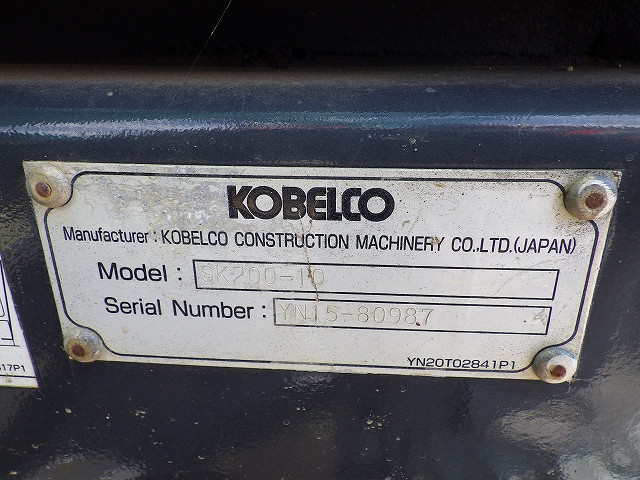 KOBELCO
Manufacturer : KOBELCO CONSTRUCTION MACHINERY CO.,LTD.(JAPAN)
Model : SK200-10
Serial Number : YN15-80987
YN20T02841P1